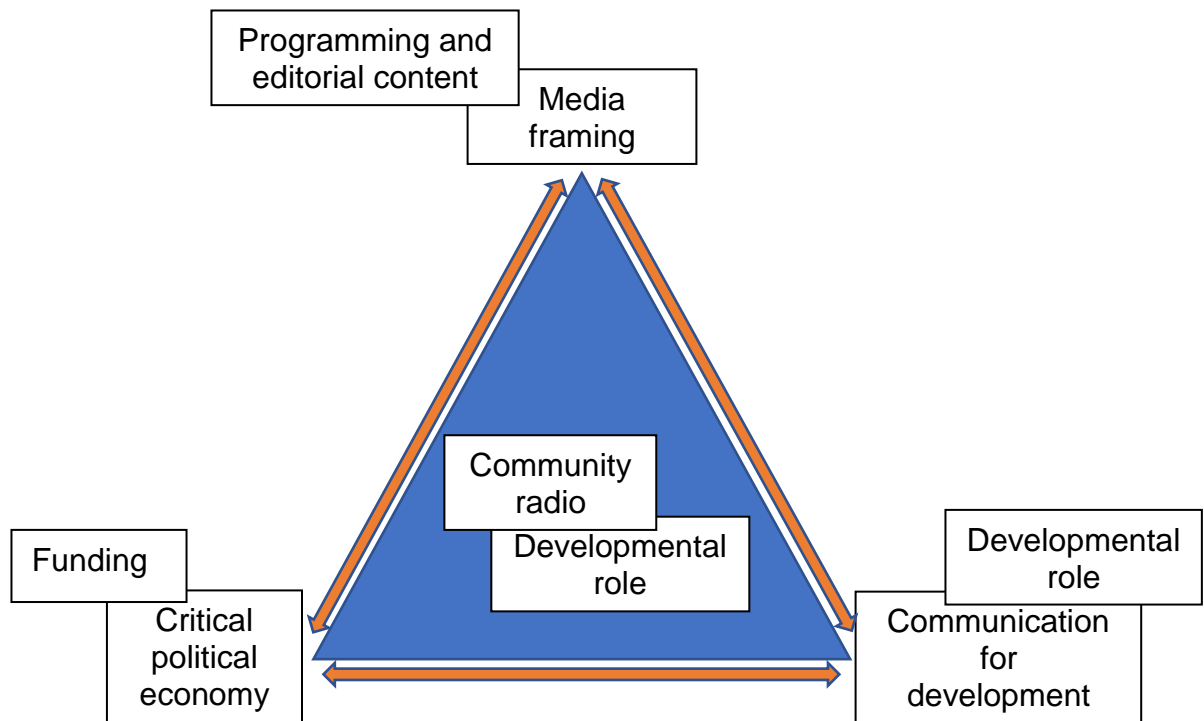 Programming and
editorial content
Media
framing
Community
radio
Developmental
role
Funding
Critical
political
economy
Developmental
role
Communication
for
development